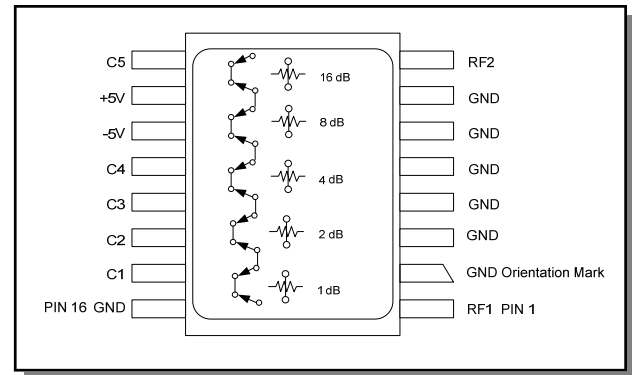 C5
+5V
-5V
C4
C3
C2
C1
PIN 16 GND
16 dB
8 dB
4 dB
2 dB
1 dB
RF2
GND
GND
GND
GND
GND
GND Orientation Mark
RF1 PIN 1